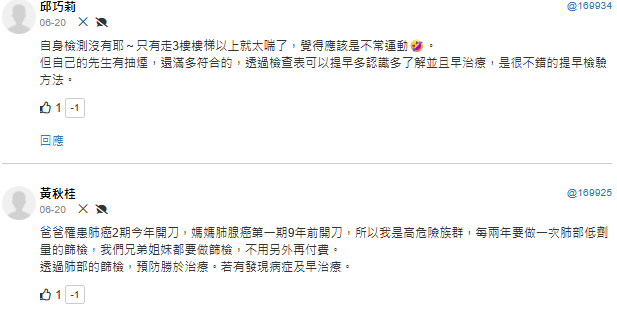 邱巧莉
@169934
06-20
自身檢測沒有耶～只有走3樓樓梯以上就太喘了，覺得應該是不常運動🤣。
但自己的先生有抽煙，還滿多符合的，透過檢查表可以提早多認識多了解並且早治療，是很不錯的提早檢驗
方法。
1 -1
回應
黃秋桂
@169925
06-20
爸爸罹患肺癌2期今年開刀，媽媽肺腺癌第一期9年前開刀，所以我是高危險族群，每兩年要做一次肺部低劑
量的篩檢，我們兄弟姐妹都要做篩檢，不用另外再付費。
透過肺部的篩檢，預防勝於治療。若有發現病症及早治療。
1 -1